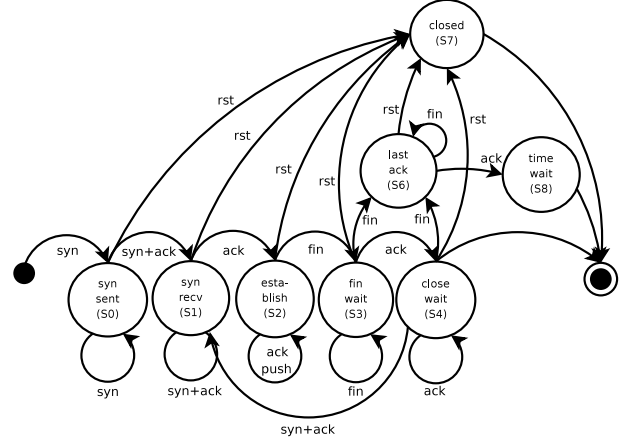 closed
(S7)
rst
rst
rst
rst
rst
fin
rst
last
ack
(S6)
ack
time
wait
(S8)
fin
fin
syn
syn+ack
ack
fin
ack
syn
sent
(S0)
syn
recv
(S1)
esta-
blish
(S2)
fin
wait
(S3)
close
wait
(S4)
syn
syn+ack
ack
push
fin
ack
syn+ack